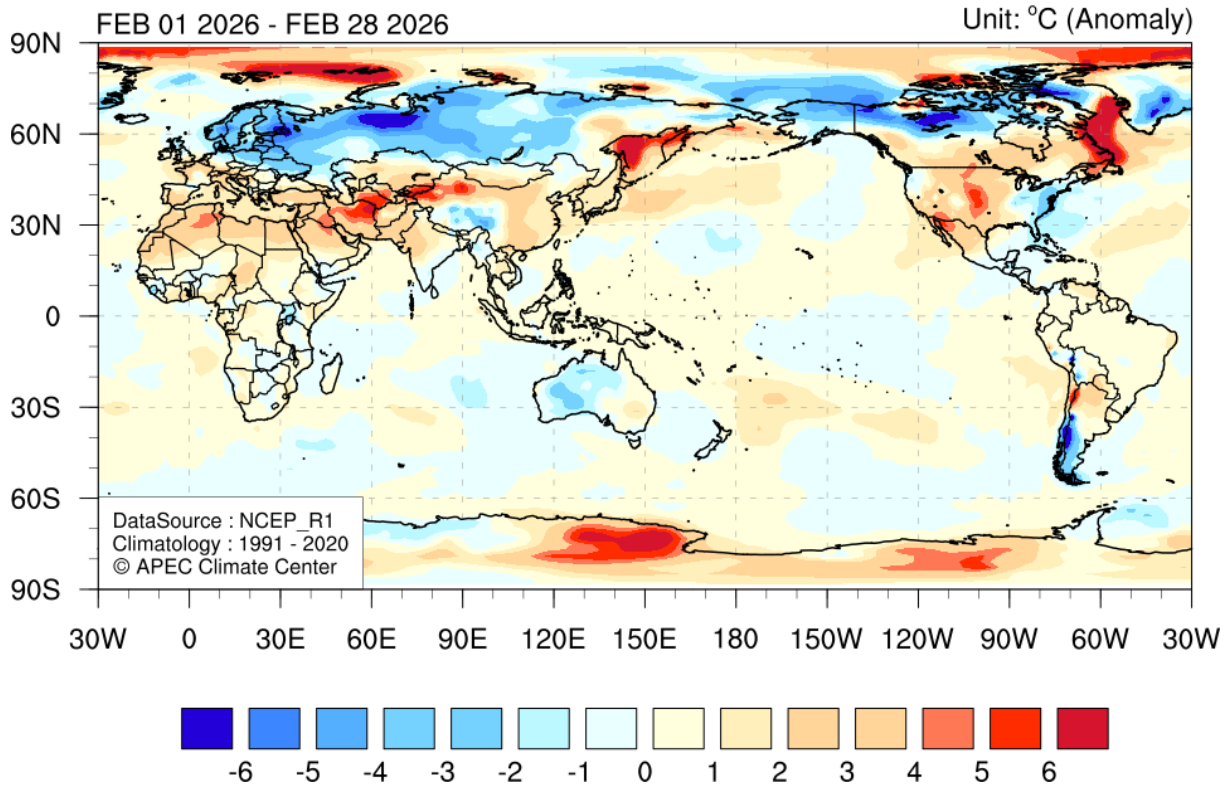 FEB 01 2026 - FEB 28 2026
Unit: °C (Anomaly)
90N
60N
30N
0
30S
60S
90S
DataSource : NCEP_R1
Climatology : 1991 - 2020
© APEC Climate Center
30W 0 30E 60E 90E 120E 150E 180 150W 120W 90W 60W 30W
-6 -5 -4 -3 -2 -1 0 1 2 3 4 5 6